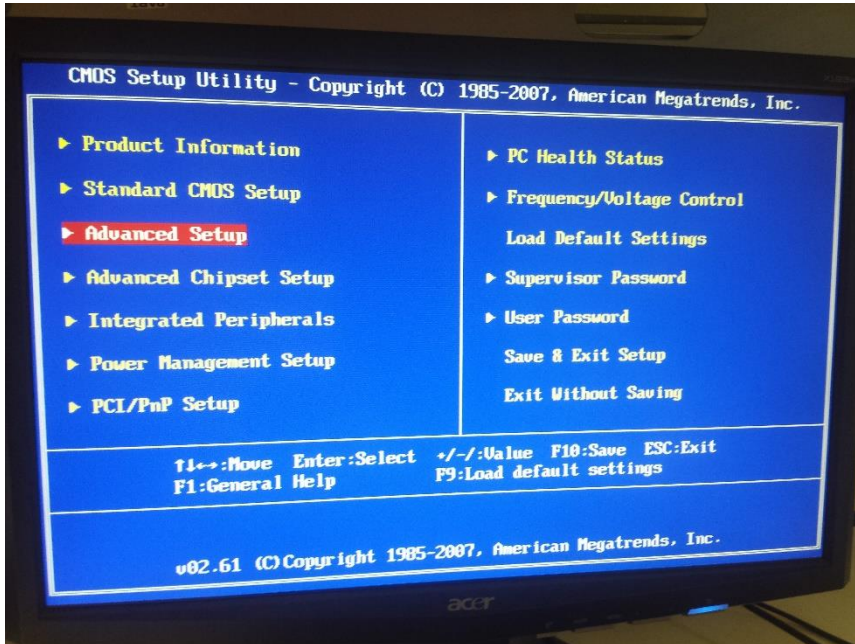 CMOS Setup Utility - Copyright (C) 1985-2007, American Megatrends, Inc.
▶ Product Information
▶ Standard CMOS Setup
▶ Advanced Setup
▶ Advanced Chipset Setup
▶ Integrated Peripherals
▶ Power Management Setup
▶ PCI/PnP Setup
▶ PC Health Status
▶ Frequency/Voltage Control
Load Default Settings
▶ Supervisor Password
▶ User Password
Save & Exit Setup
Exit Without Saving
↑↓←→:Move Enter:Select +/-/:Value F10:Save ESC:Exit
F1:General Help F9:Load default settings
v02.61 (C)Copyright 1985-2007, American Megatrends, Inc.
acer